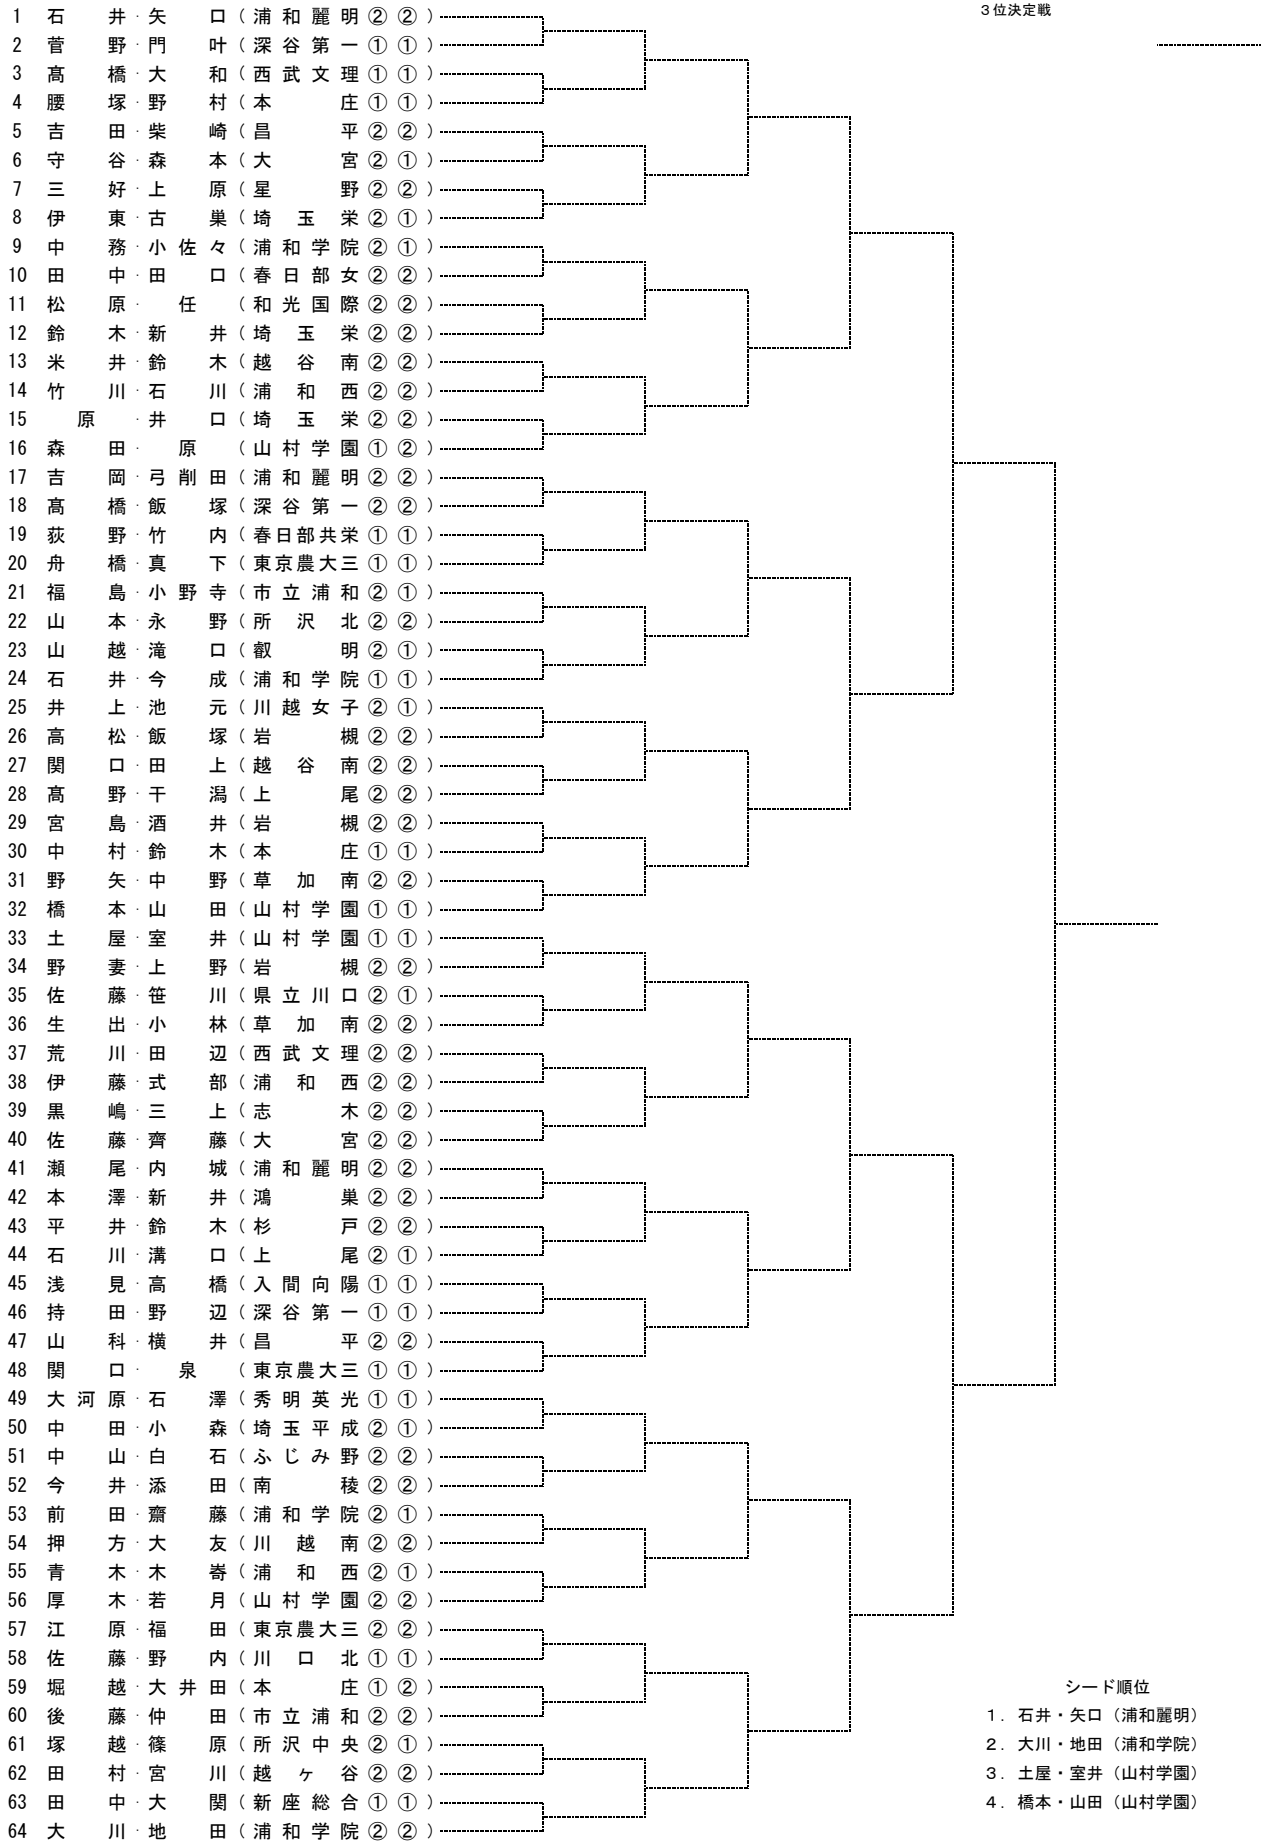 3位決定戦
1 石井・矢口（浦和麗明②②）
2 菅野・門叶（深谷第一①①）
3 髙橋・大和（西武文理①①）
4 腰塚・野村（本庄①①）
5 吉田・柴崎（昌平②②）
6 守谷・森本（大宮②①）
7 三好・上原（星野②②）
8 伊東・古巣（埼玉栄②①）
9 中務・小佐々（浦和学院②①）
10 田中・田口（春日部女②②）
11 松原・任（和光国際②②）
12 鈴木・新井（埼玉栄②②）
13 米井・鈴木（越谷南②②）
14 竹川・石川（浦和西②②）
15 原・井口（埼玉栄②②）
16 森田・原（山村学園①②）
17 吉岡・弓削田（浦和麗明②②）
18 髙橋・飯塚（深谷第一②②）
19 荻野・竹内（春日部共栄①①）
20 舟橋・真下（東京農大三①①）
21 福島・小野寺（市立浦和②①）
22 山本・永野（所沢北②②）
23 山越・滝口（叡明②①）
24 石井・今成（浦和学院①①）
25 井上・池元（川越女子②①）
26 高松・飯塚（岩槻②②）
27 関口・田上（越谷南②②）
28 髙野・干潟（上尾②②）
29 宮島・酒井（岩槻②②）
30 中村・鈴木（本庄①①）
31 野矢・中野（草加南②②）
32 橋本・山田（山村学園①①）
33 土屋・室井（山村学園①①）
34 野妻・上野（岩槻②②）
35 佐藤・笹川（県立川口②①）
36 生出・小林（草加南②②）
37 荒川・田辺（西武文理②②）
38 伊藤・式部（浦和西②②）
39 黒嶋・三上（志木②②）
40 佐藤・齊藤（大宮②②）
41 瀬尾・内城（浦和麗明②②）
42 本澤・新井（鴻巣②②）
43 平井・鈴木（杉戸②②）
44 石川・溝口（上尾②①）
45 浅見・高橋（入間向陽①①）
46 持田・野辺（深谷第一①①）
47 山科・横井（昌平②②）
48 関口・泉（東京農大三①①）
49 大河原・石澤（秀明英光①①）
50 中田・小森（埼玉平成②①）
51 中山・白石（ふじみ野②②）
52 今井・添田（南稜②②）
53 前田・齋藤（浦和学院②①）
54 押方・大友（川越南②②）
55 青木・木嵜（浦和西②①）
56 厚木・若月（山村学園②②）
57 江原・福田（東京農大三②②）
58 佐藤・野内（川口北①①）
59 堀越・大井田（本庄①②）
60 後藤・仲田（市立浦和②②）
61 塚越・篠原（所沢中央②①）
62 田村・宮川（越ヶ谷②②）
63 田中・大関（新座総合①①）
64 大川・地田（浦和学院②②）
シード順位
1．石井・矢口（浦和麗明）
2．大川・地田（浦和学院）
3．土屋・室井（山村学園）
4．橋本・山田（山村学園）